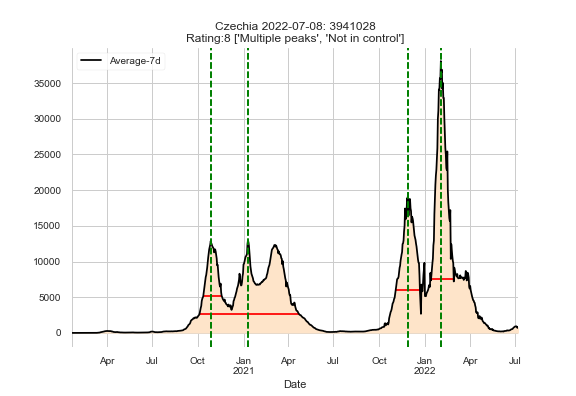 Czechia 2022-07-08: 3941028
Rating:8 ['Multiple peaks', 'Not in control']
Average-7d
35000
30000
25000
20000
15000
10000
5000
0
Apr Jul Oct Jan Apr Jul Oct Jan Apr Jul
2021 2022
Date